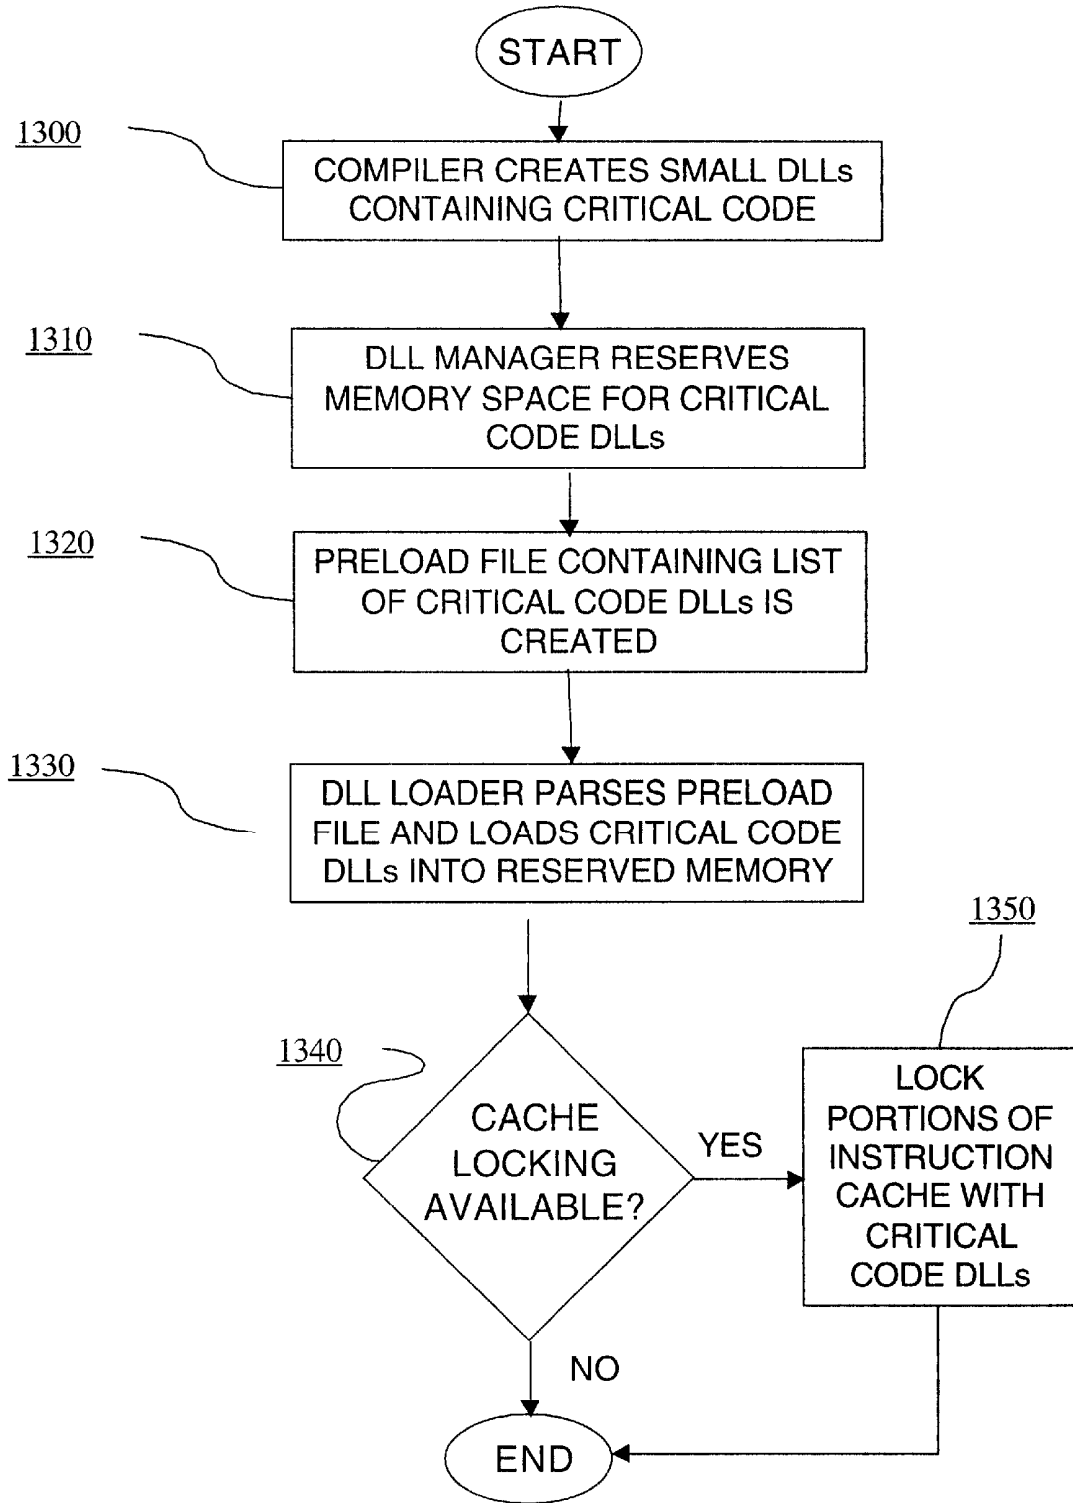 START
1300
COMPILER CREATES SMALL DLLs
CONTAINING CRITICAL CODE
1310
DLL MANAGER RESERVES
MEMORY SPACE FOR CRITICAL
CODE DLLs
1320
PRELOAD FILE CONTAINING LIST
OF CRITICAL CODE DLLs IS
CREATED
1330
DLL LOADER PARSES PRELOAD
FILE AND LOADS CRITICAL CODE
DLLs INTO RESERVED MEMORY
1340
CACHE
LOCKING
AVAILABLE?
YES
1350
LOCK
PORTIONS OF
INSTRUCTION
CACHE WITH
CRITICAL
CODE DLLs
NO
END